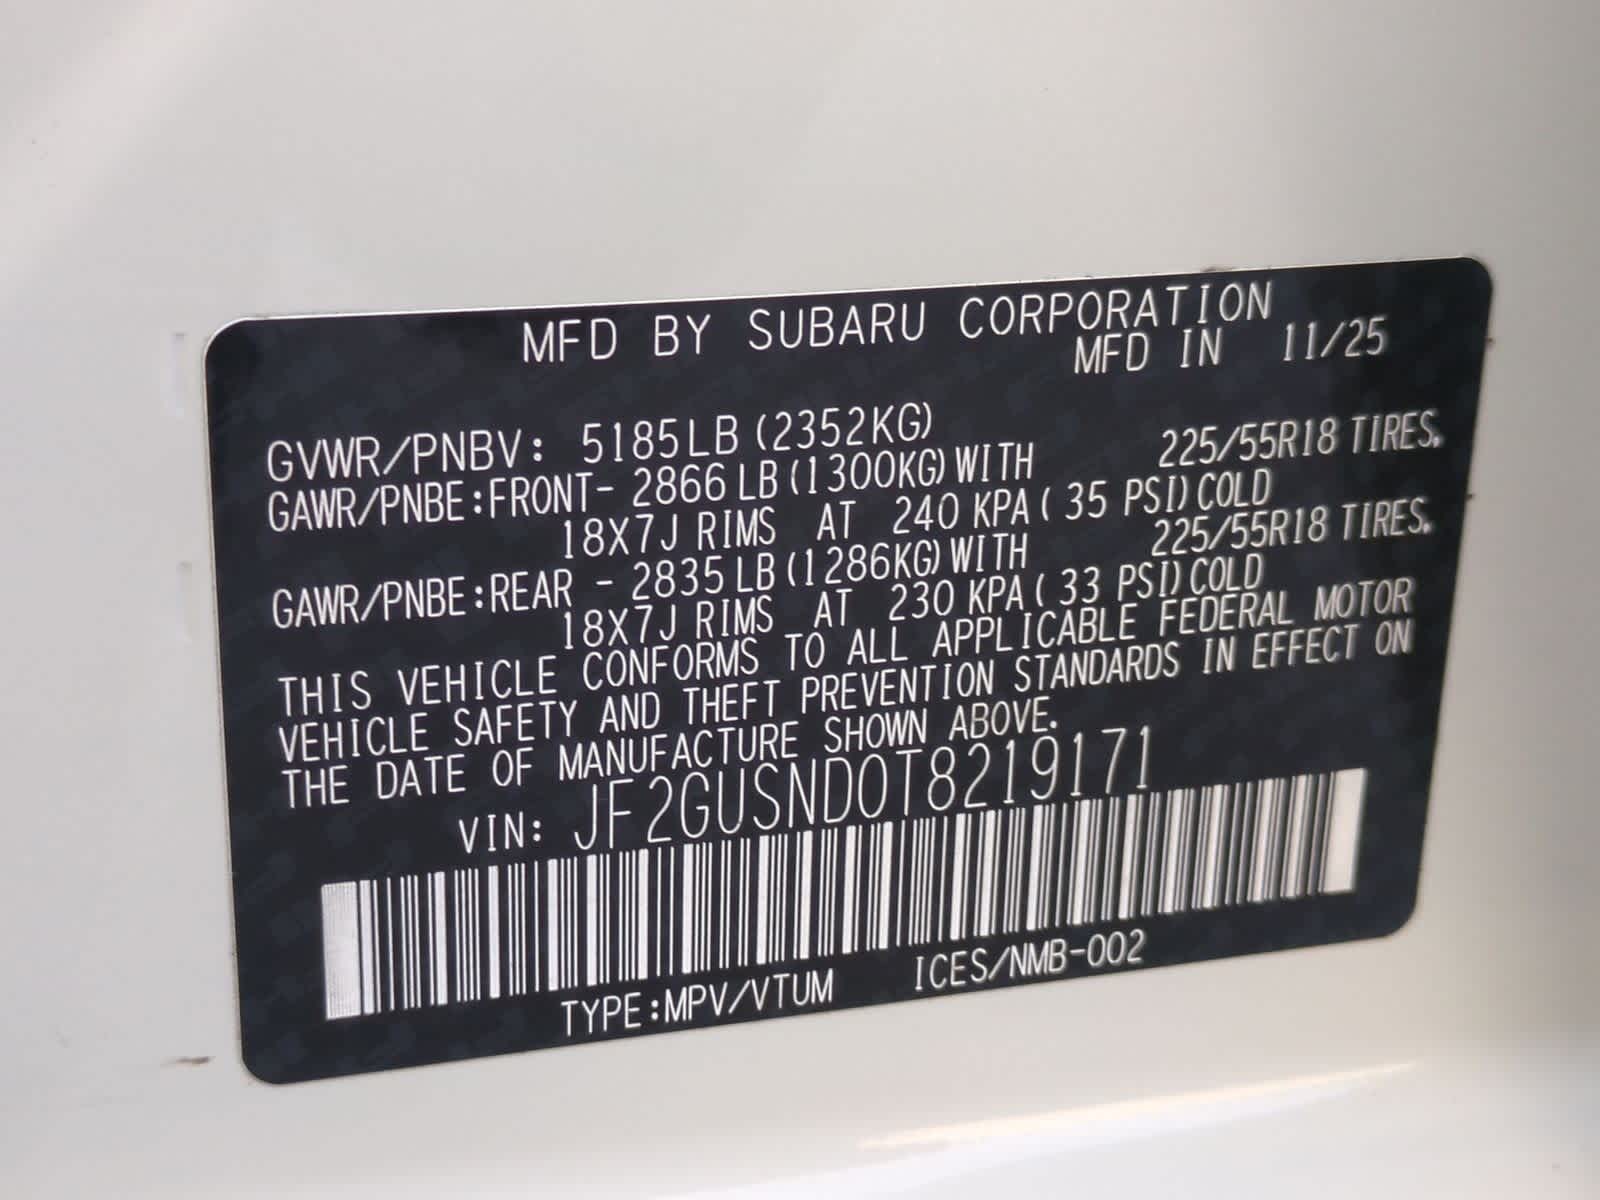 MFD BY SUBARU CORPORATION
MFD IN 11/25
GVWR/PNBV: 5185LB (2352KG)
GAWR/PNBE:FRONT- 2866 LB (1300KG) WITH 225/55R18 TIRES.
18X7J RIMS AT 240 KPA ( 35 PSI) COLD
GAWR/PNBE:REAR - 2835 LB (1286KG) WITH 225/55R18 TIRES.
18X7J RIMS AT 230 KPA ( 33 PSI) COLD
THIS VEHICLE CONFORMS TO ALL APPLICABLE FEDERAL MOTOR
VEHICLE SAFETY AND THEFT PREVENTION STANDARDS IN EFFECT ON
THE DATE OF MANUFACTURE SHOWN ABOVE.
VIN: JF2GUSND0T8219171
TYPE:MPV/VTUM ICES/NMB-002